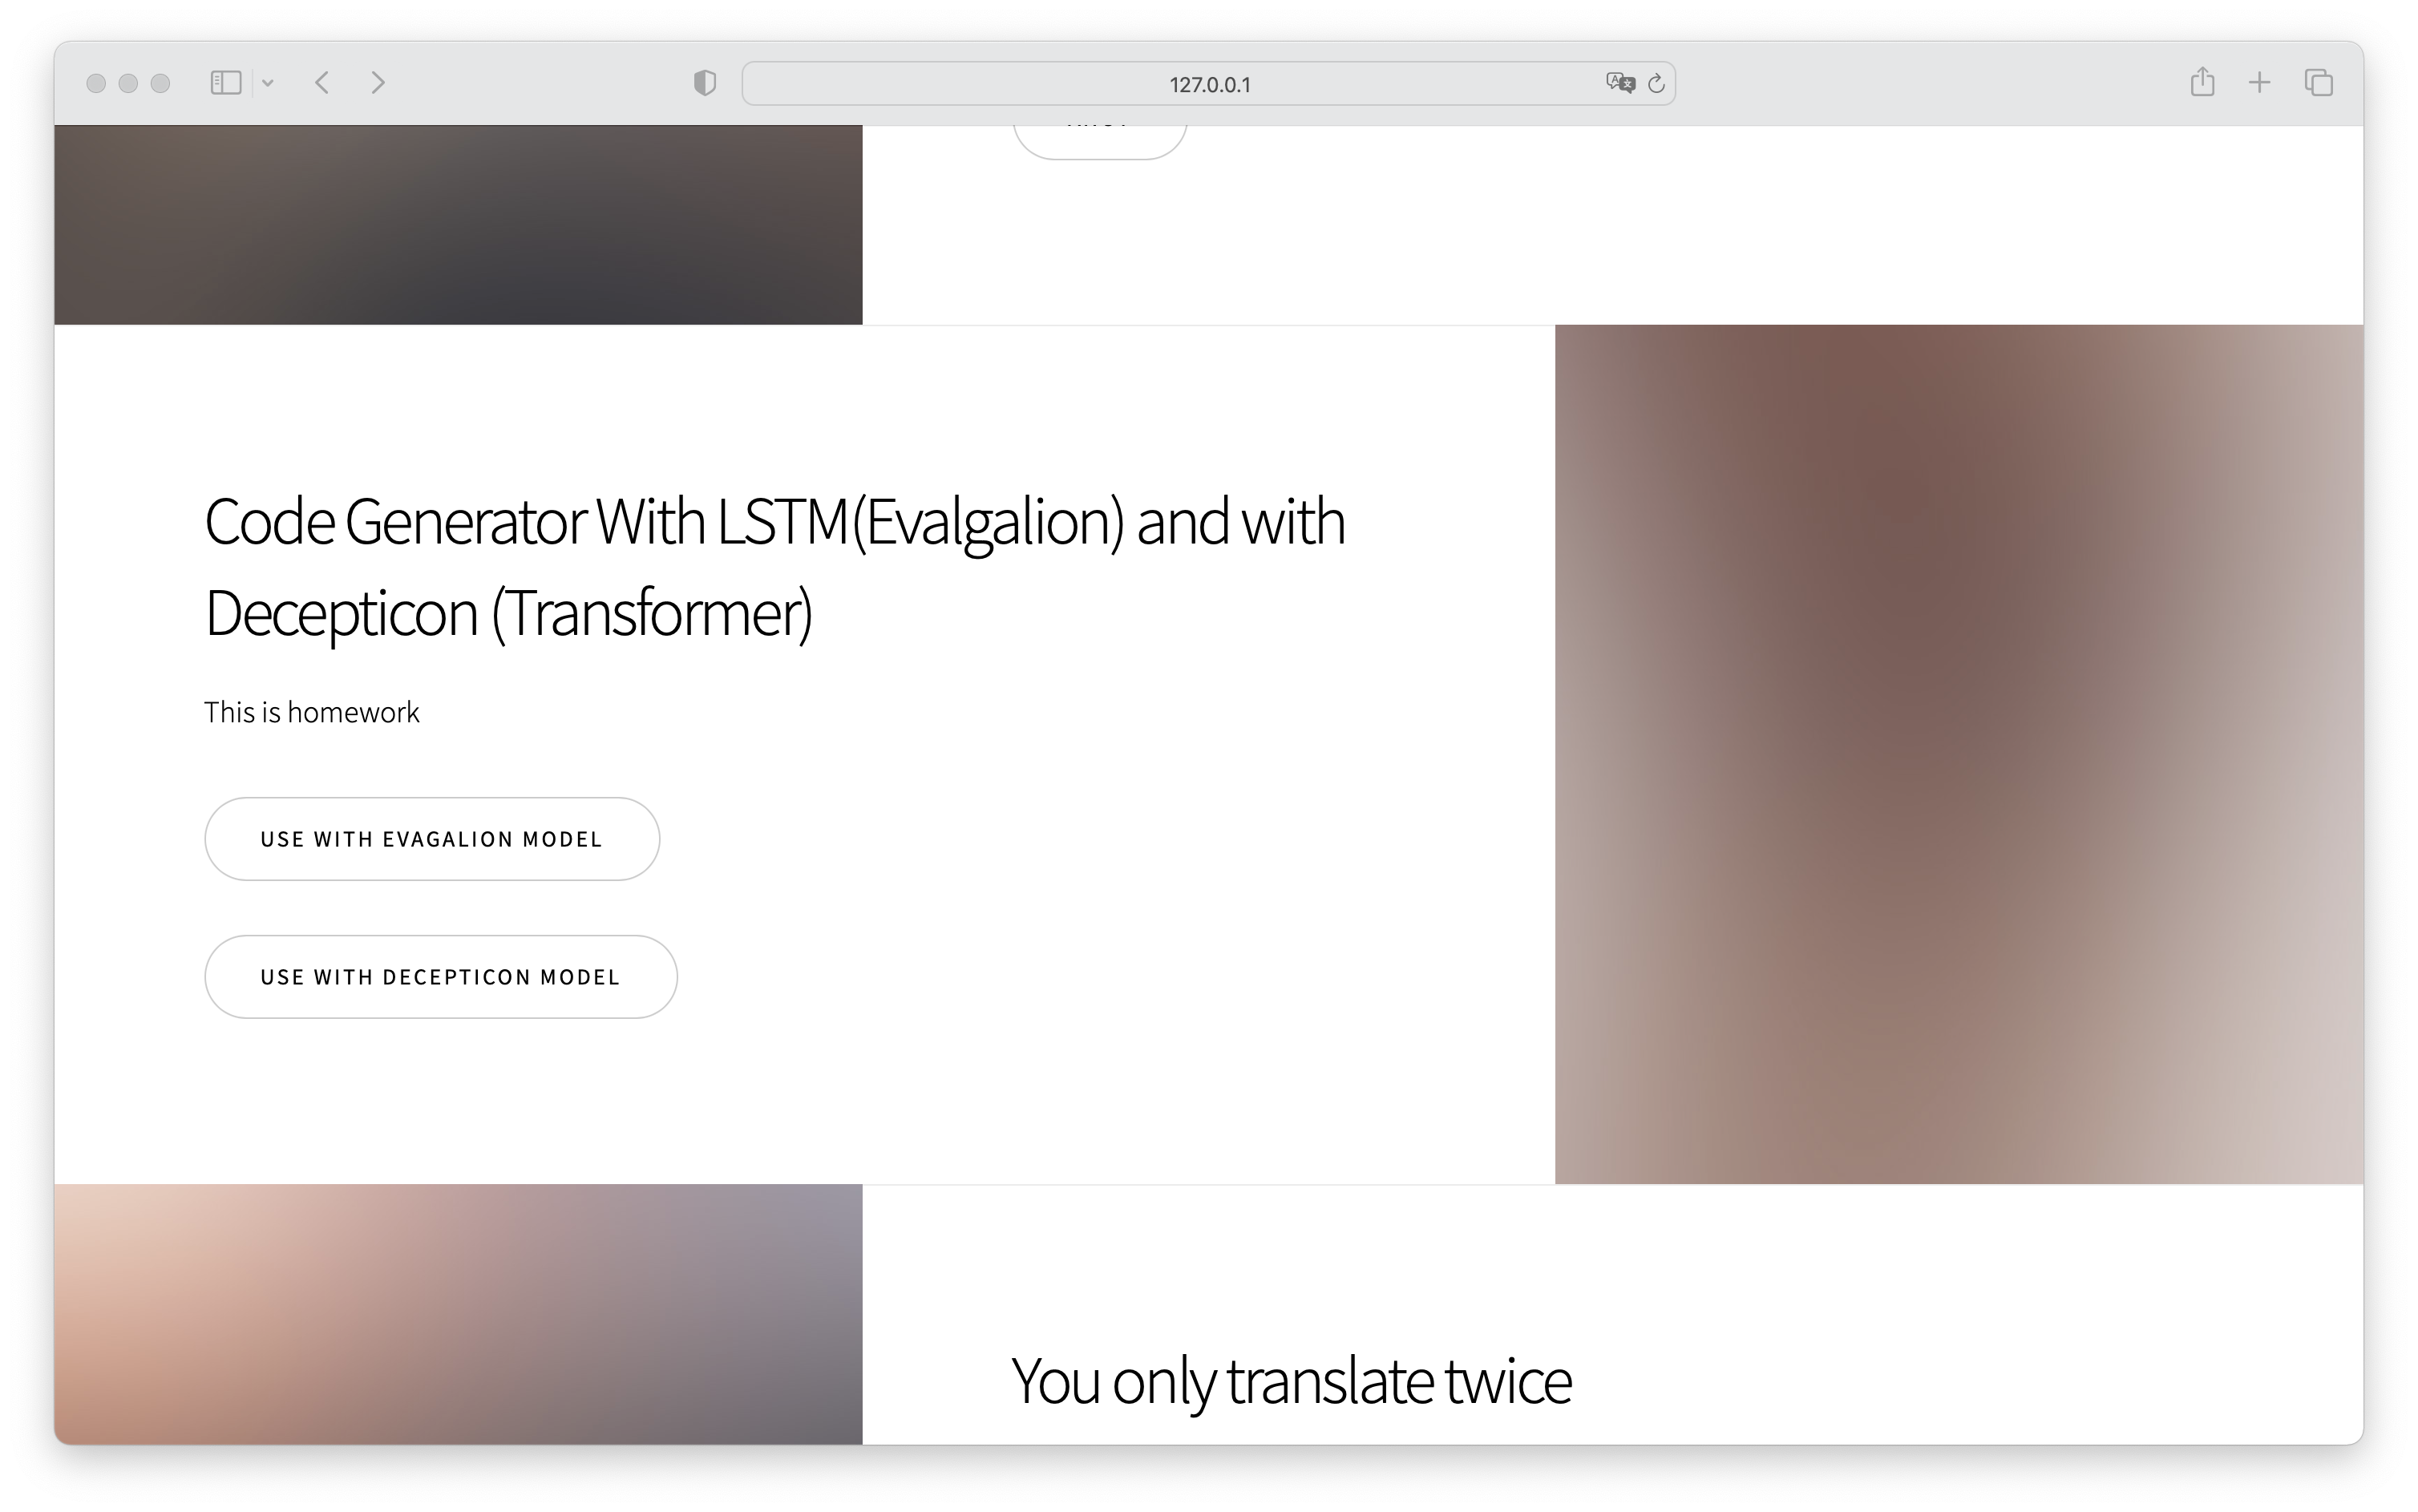 127.0.0.1
Code Generator With LSTM(Evalgalion) and with
Decepticon (Transformer)
This is homework
USE WITH EVAGALION MODEL
USE WITH DECEPTICON MODEL
You only translate twice